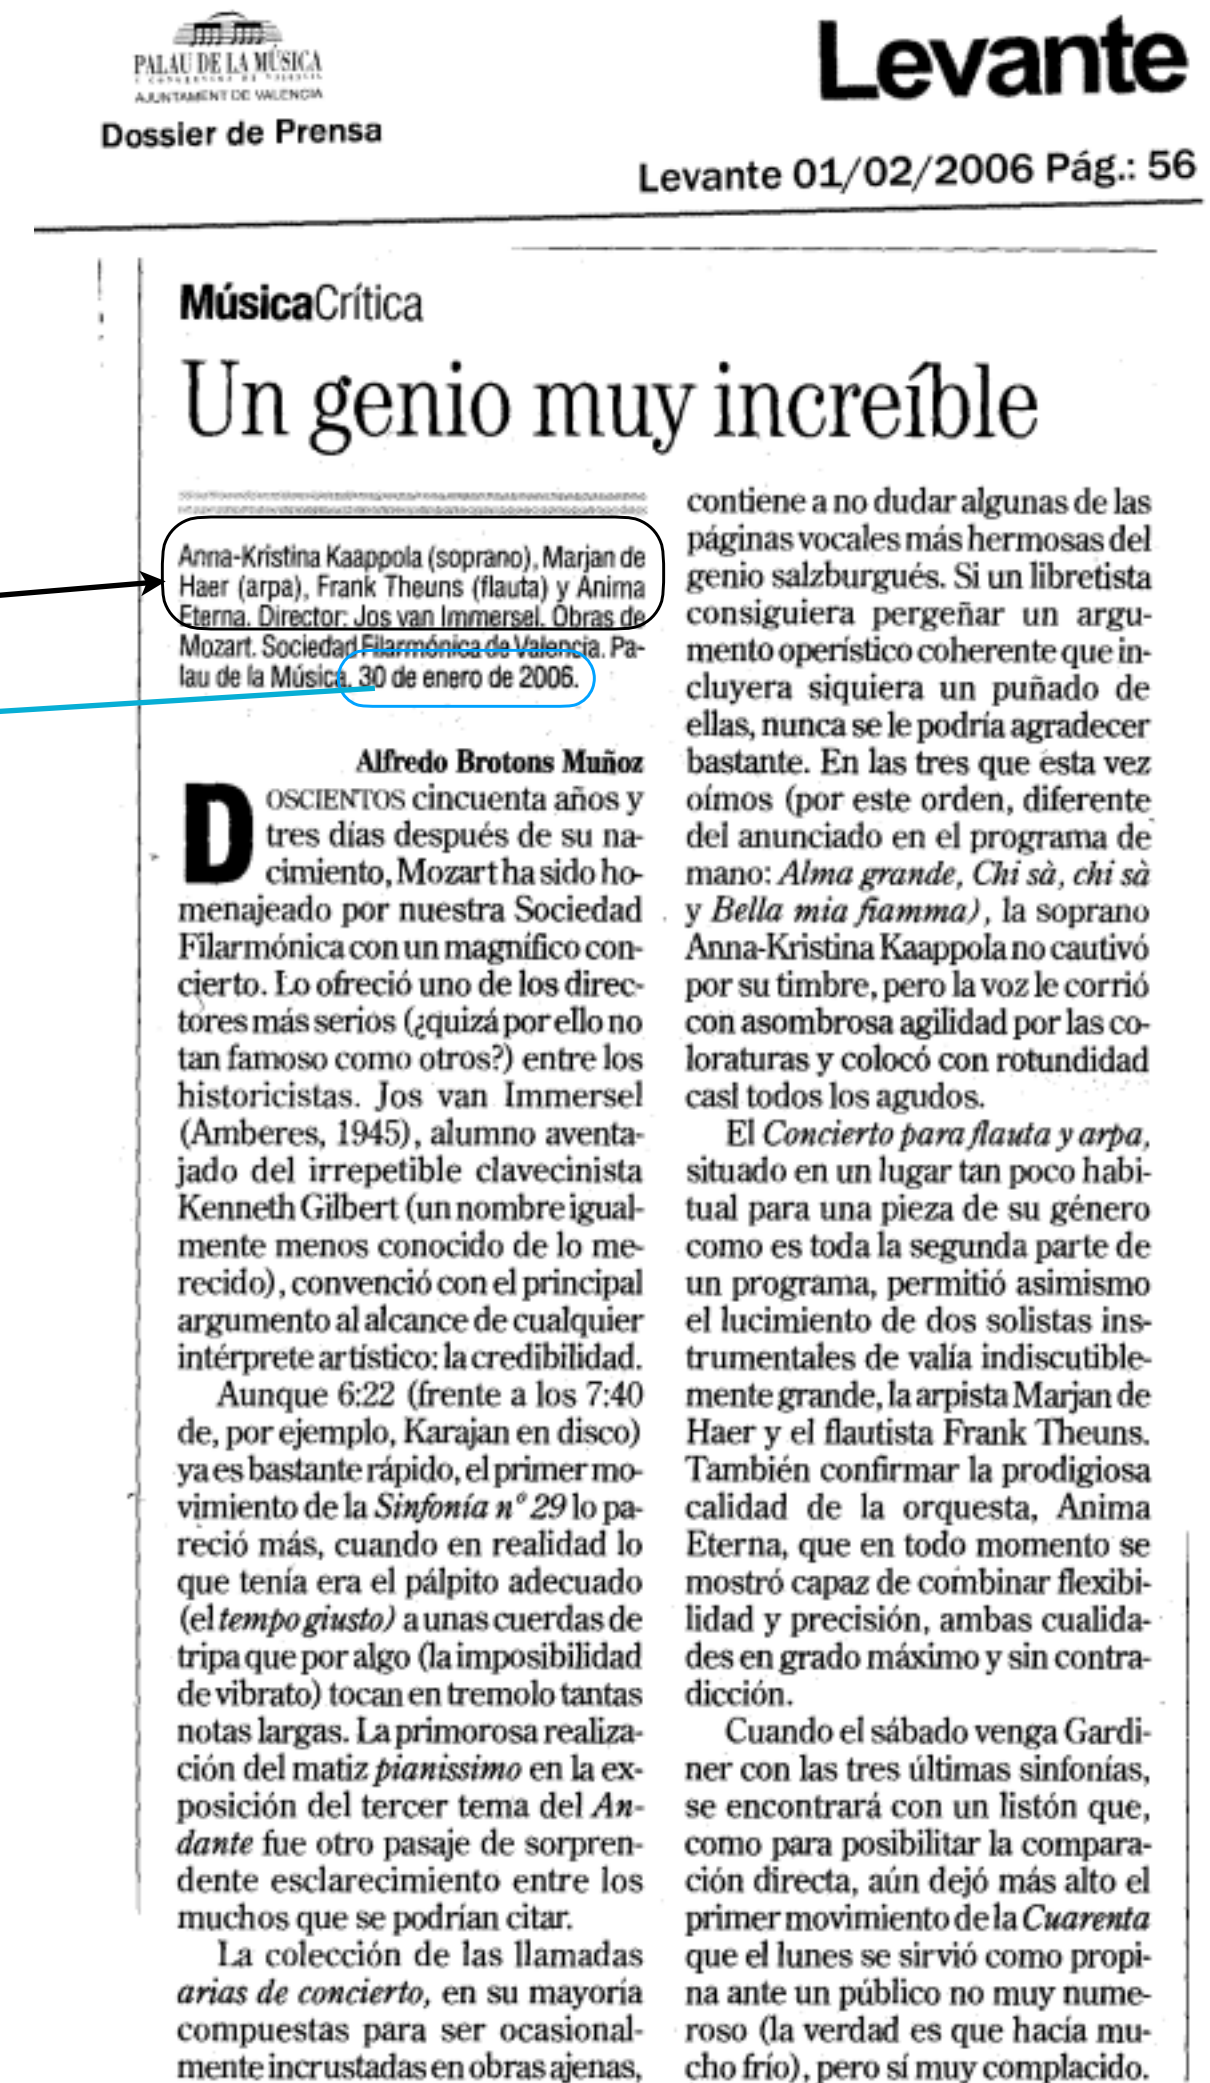 PALAU DE LA MÚSICA
AJUNTAMENT DE VALENCIA
Dossier de Prensa
Levante
Levante 01/02/2006 Pág.: 56
MúsicaCrítica
Un genio muy increíble
Anna-Kristina Kaappola (soprano), Marjan de
Haer (arpa), Frank Theuns (flauta) y Anima
Eterna. Director: Jos van Immersel. Obras de
Mozart. Sociedad Filarmónica de Valencia. Pa-
lau de la Música. 30 de enero de 2006.
Alfredo Brotons Muñoz
DOSCIENTOS cincuenta años y
tres días después de su na-
cimiento, Mozart ha sido ho-
menajeado por nuestra Sociedad
Filarmónica con un magnífico con-
cierto. Lo ofreció uno de los direc-
tores más serios (¿quizá por ello no
tan famoso como otros?) entre los
historicistas. Jos van Immersel
(Amberes, 1945), alumno aventa-
jado del irrepetible clavecinista
Kenneth Gilbert (un nombre igual-
mente menos conocido de lo me-
recido), convenció con el principal
argumento al alcance de cualquier
intérprete artístico: la credibilidad.
Aunque 6:22 (frente a los 7:40
de, por ejemplo, Karajan en disco)
ya es bastante rápido, el primer mo-
vimiento de la Sinfonía nº 29 lo pa-
reció más, cuando en realidad lo
que tenía era el pálpito adecuado
(el tempo giusto) a unas cuerdas de
tripa que por algo (la imposibilidad
de vibrato) tocan en tremolo tantas
notas largas. La primorosa realiza-
ción del matiz pianissimo en la ex-
posición del tercer tema del An-
dante fue otro pasaje de sorpren-
dente esclarecimiento entre los
muchos que se podrían citar.
La colección de las llamadas
arias de concierto, en su mayoría
compuestas para ser ocasional-
mente incrustadas en obras ajenas,
contiene a no dudar algunas de las
páginas vocales más hermosas del
genio salzburgués. Si un libretista
consiguiera pergeñar un argu-
mento operístico coherente que in-
cluyera siquiera un puñado de
ellas, nunca se le podría agradecer
bastante. En las tres que esta vez
oímos (por este orden, diferente
del anunciado en el programa de
mano: Alma grande, Chi sà, chi sà
y Bella mia fiamma), la soprano
Anna-Kristina Kaappola no cautivó
por su timbre, pero la voz le corrió
con asombrosa agilidad por las co-
loraturas y colocó con rotundidad
casi todos los agudos.
El Concierto para flauta y arpa,
situado en un lugar tan poco habi-
tual para una pieza de su género
como es toda la segunda parte de
un programa, permitió asimismo
el lucimiento de dos solistas ins-
trumentales de valía indiscutible-
mente grande, la arpista Marjan de
Haer y el flautista Frank Theuns.
También confirmar la prodigiosa
calidad de la orquesta, Anima
Eterna, que en todo momento se
mostró capaz de combinar flexibi-
lidad y precisión, ambas cualida-
des en grado máximo y sin contra-
dicción.
Cuando el sábado venga Gardi-
ner con las tres últimas sinfonías,
se encontrará con un listón que,
como para posibilitar la compara-
ción directa, aún dejó más alto el
primer movimiento de la Cuarenta
que el lunes se sirvió como propi-
na ante un público no muy nume-
roso (la verdad es que hacía mu-
cho frío), pero sí muy complacido.